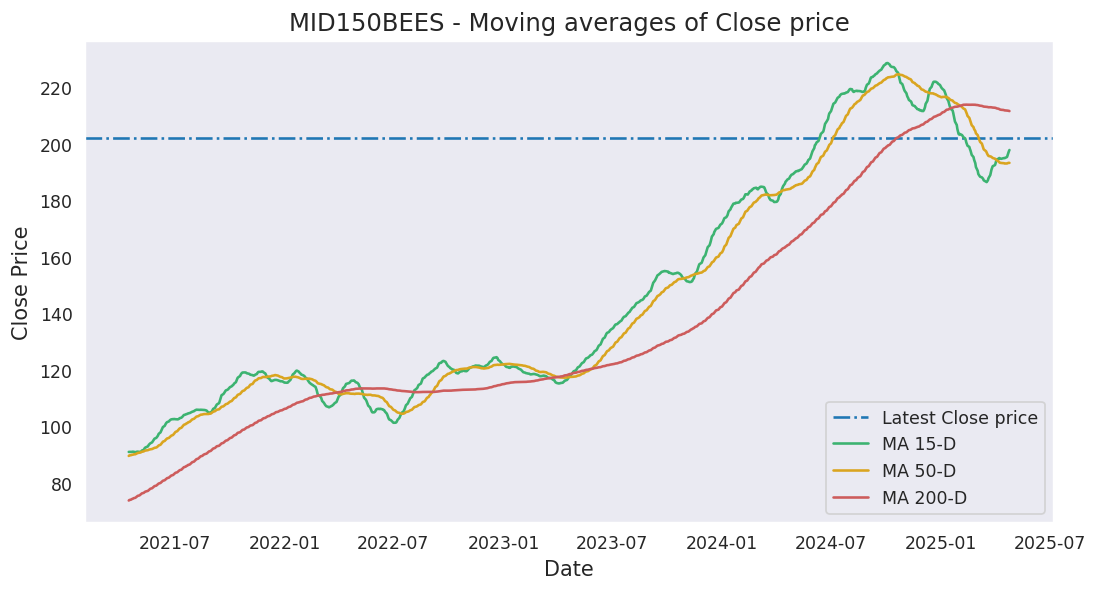 MID150BEES - Moving averages of Close price
Close Price
220
200
180
160
140
120
100
80
Latest Close price
MA 15-D
MA 50-D
MA 200-D
2021-07 2022-01 2022-07 2023-01 2023-07 2024-01 2024-07 2025-01 2025-07
Date